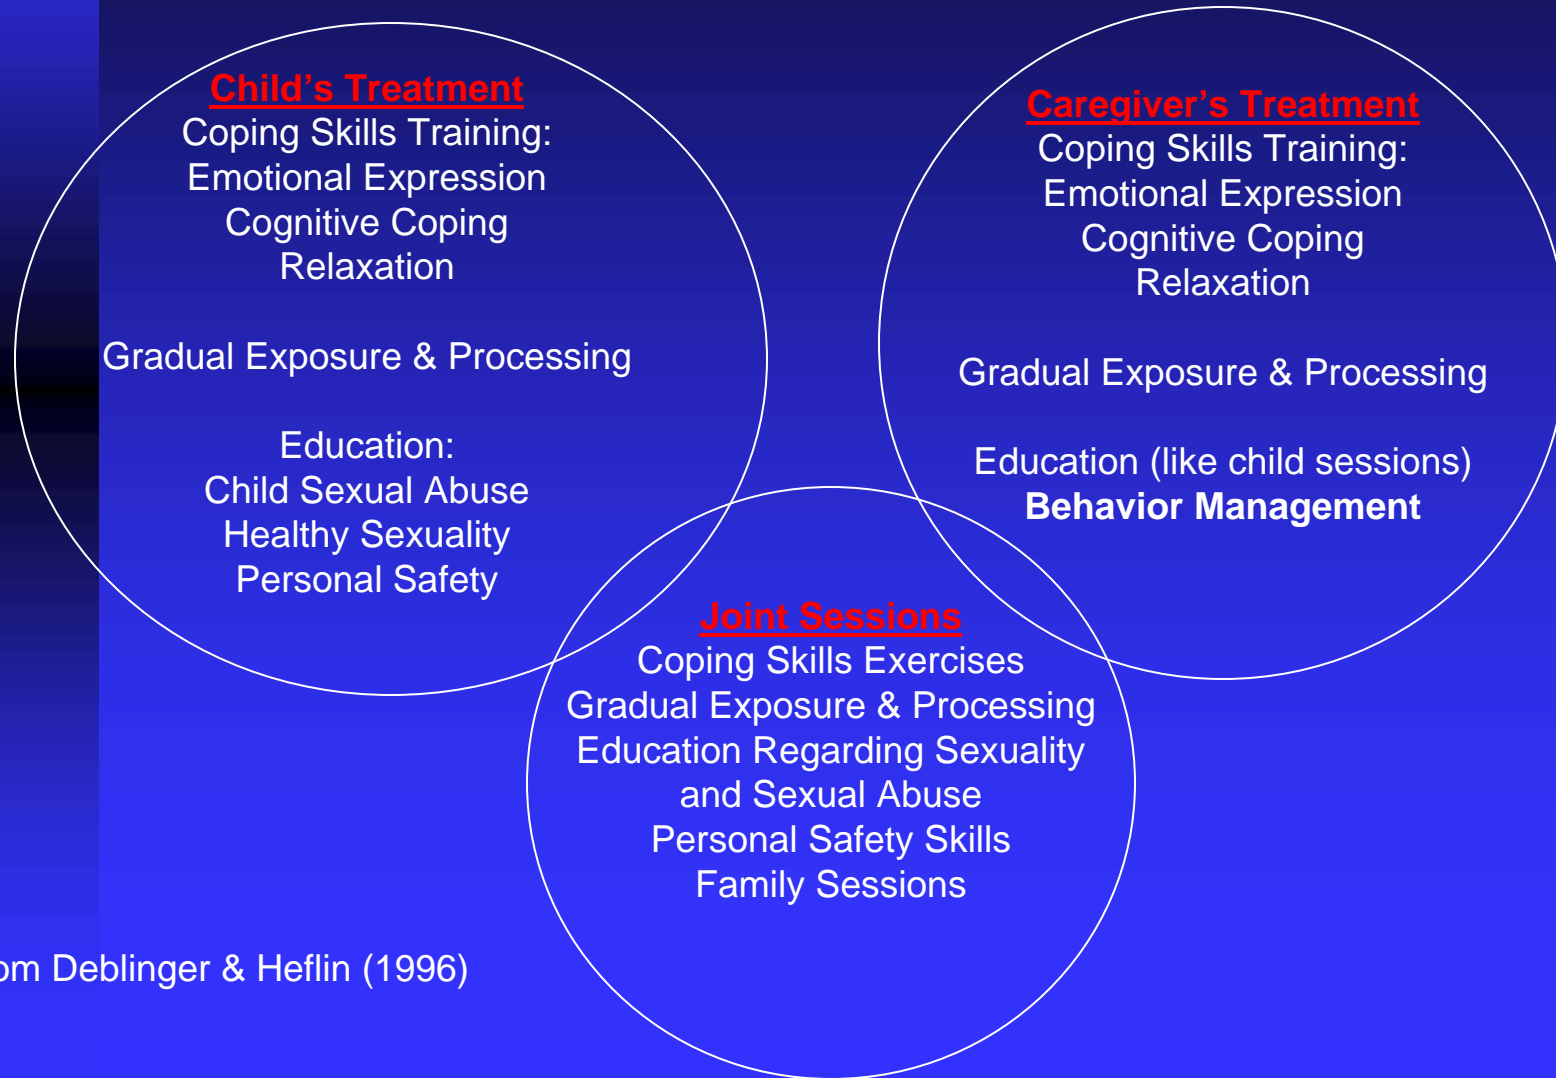 Child's Treatment
Coping Skills Training:
Emotional Expression
Cognitive Coping
Relaxation
Gradual Exposure & Processing
Education:
Child Sexual Abuse
Healthy Sexuality
Personal Safety
Caregiver's Treatment
Coping Skills Training:
Emotional Expression
Cognitive Coping
Relaxation
Gradual Exposure & Processing
Education (like child sessions)
Behavior Management
Joint Sessions
Coping Skills Exercises
Gradual Exposure & Processing
Education Regarding Sexuality
and Sexual Abuse
Personal Safety Skills
Family Sessions
Deblinger & Heflin (1996)